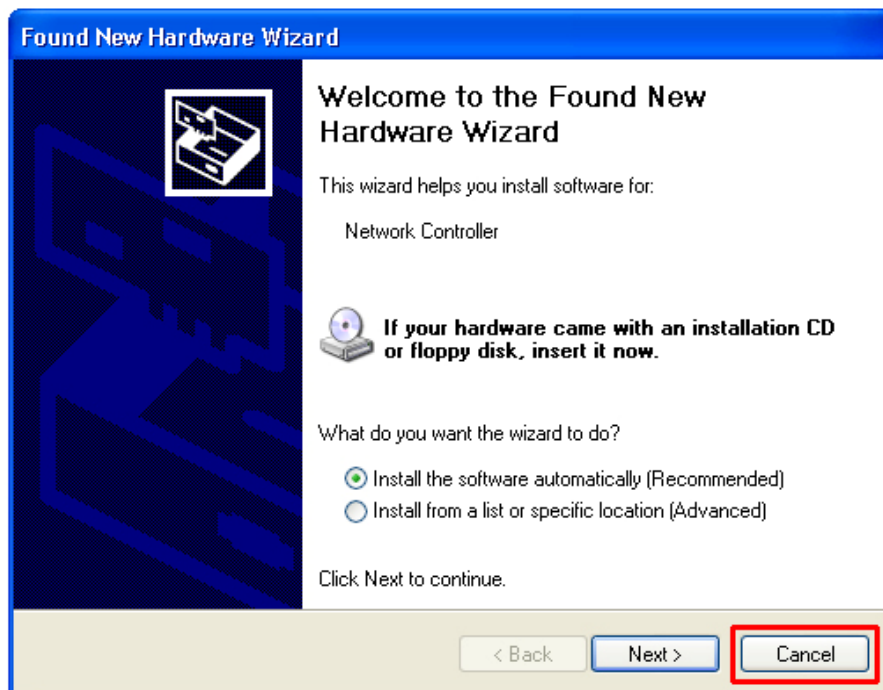 Found New Hardware Wizard
Welcome to the Found New
Hardware Wizard
This wizard helps you install software for:
Network Controller
If your hardware came with an installation CD
or floppy disk, insert it now.
What do you want the wizard to do?
Install the software automatically (Recommended)
Install from a list or specific location (Advanced)
Click Next to continue.
< Back Next > Cancel